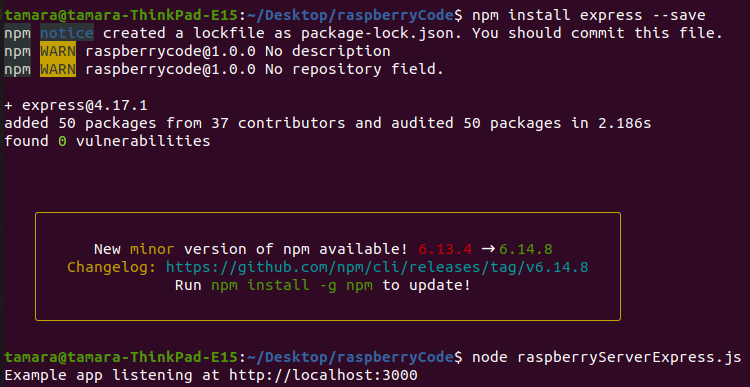 tamara@tamara-ThinkPad-E15:~/Desktop/raspberryCode$ npm install express --save
npm notice created a lockfile as package-lock.json. You should commit this file.
npm WARN raspberrycode@1.0.0 No description
npm WARN raspberrycode@1.0.0 No repository field.
+ express@4.17.1
added 50 packages from 37 contributors and audited 50 packages in 2.186s
found 0 vulnerabilities
New minor version of npm available! 6.13.4 → 6.14.8
Changelog: https://github.com/npm/cli/releases/tag/v6.14.8
Run npm install -g npm to update!
tamara@tamara-ThinkPad-E15:~/Desktop/raspberryCode$ node raspberryServerExpress.js
Example app listening at http://localhost:3000